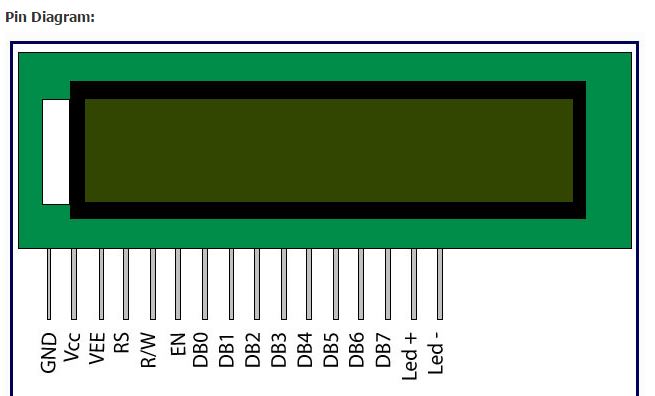 Pin Diagram:
GND
Vcc
VEE
RS
R/W
EN
DB0
DB1
DB2
DB3
DB4
DB5
DB6
DB7
Led +
Led -